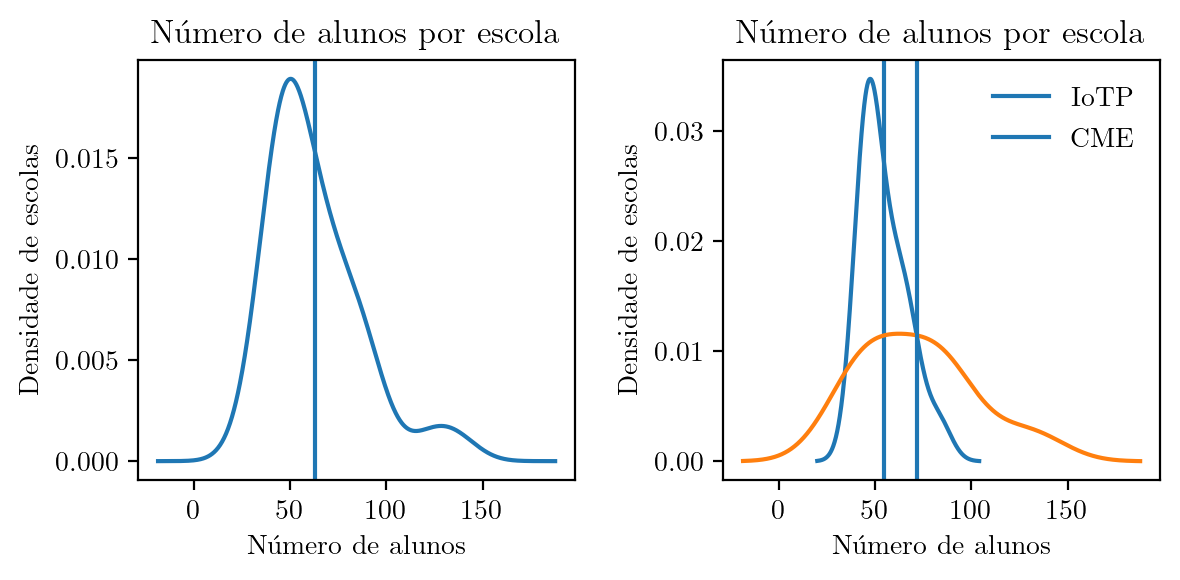 Número de alunos por escola
Densidade de escolas
0.015
0.010
0.005
0.000
0
50
100
150
Número de alunos
Número de alunos por escola
IoTP
CME
Densidade de escolas
0.03
0.02
0.01
0.00
0
50
100
150
Número de alunos